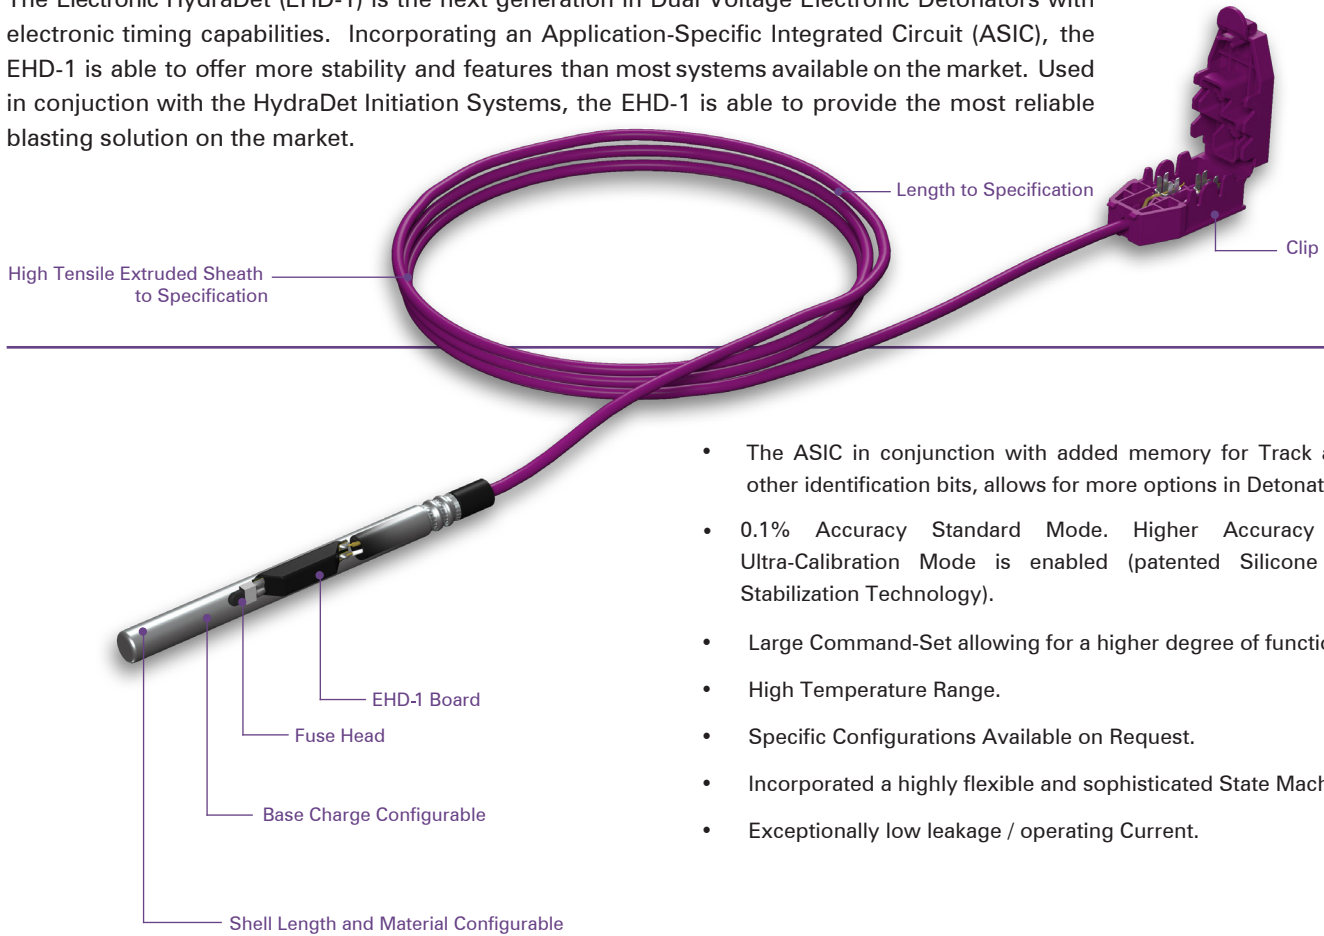 The Electronic HydraDet (EHD-1) is the next generation in Dual Voltage Electronic Detonators with
electronic timing capabilities. Incorporating an Application-Specific Integrated Circuit (ASIC), the
EHD-1 is able to offer more stability and features than most systems available on the market. Used
in conjuction with the HydraDet Initiation Systems, the EHD-1 is able to provide the most reliable
blasting solution on the market.
Length to Specification
Clip
High Tensile Extruded Sheath
to Specification
• The ASIC in conjunction with added memory for Track
other identification bits, allows for more options in
• 0.1% Accuracy Standard Mode. Higher Accuracy
Ultra-Calibration Mode is enabled (patented Silicone
Stabilization Technology).
• Large Command-Set allowing for a higher degree of
• High Temperature Range.
• Specific Configurations Available on Request.
• Incorporated a highly flexible and sophisticated State
• Exceptionally low leakage / operating Current.
EHD-1 Board
Fuse Head
Base Charge Configurable
Shell Length and Material Configurable